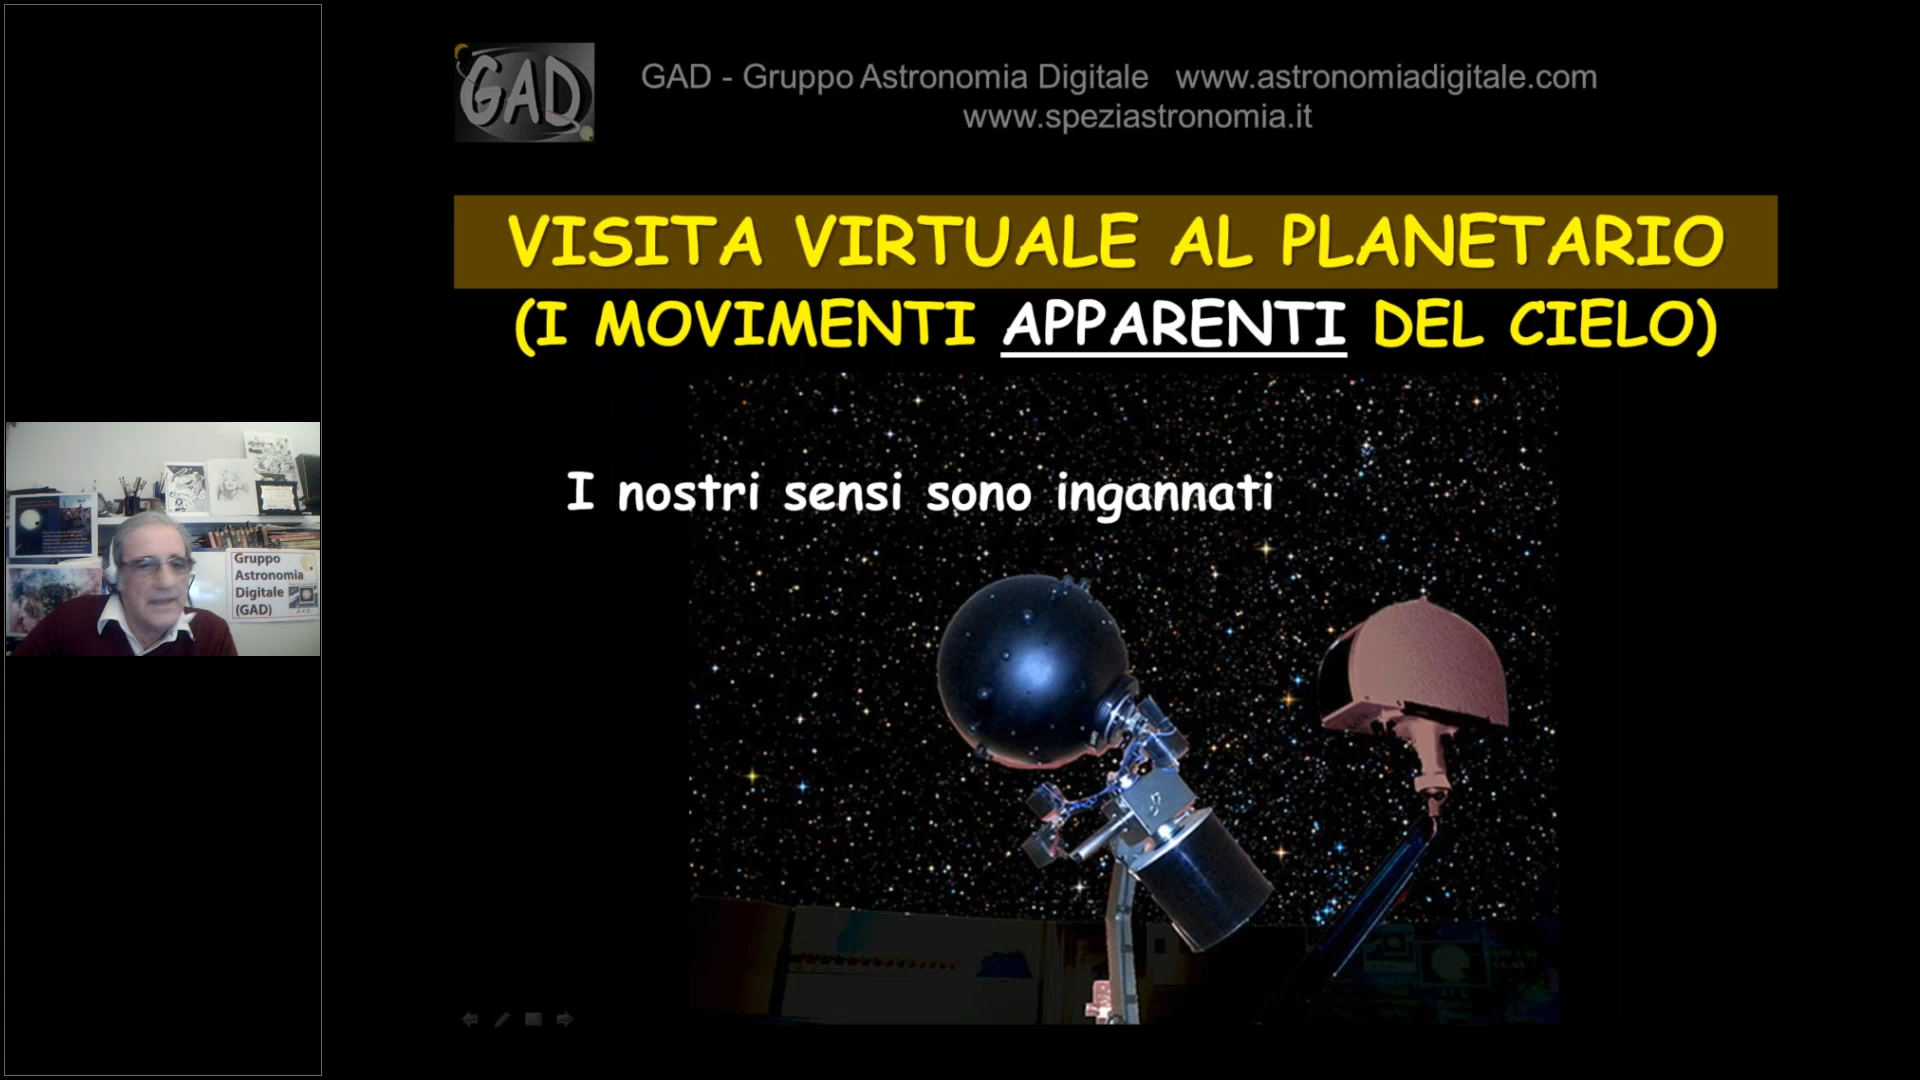 GAD
GAD - Gruppo Astronomia Digitale www.astronomiadigitale.com
www.speziastronomia.it
VISITA VIRTUALE AL PLANETARIO
(I MOVIMENTI APPARENTI DEL CIELO)
I nostri sensi sono ingannati
Gruppo
Astronomia
Digitale
(GAD)